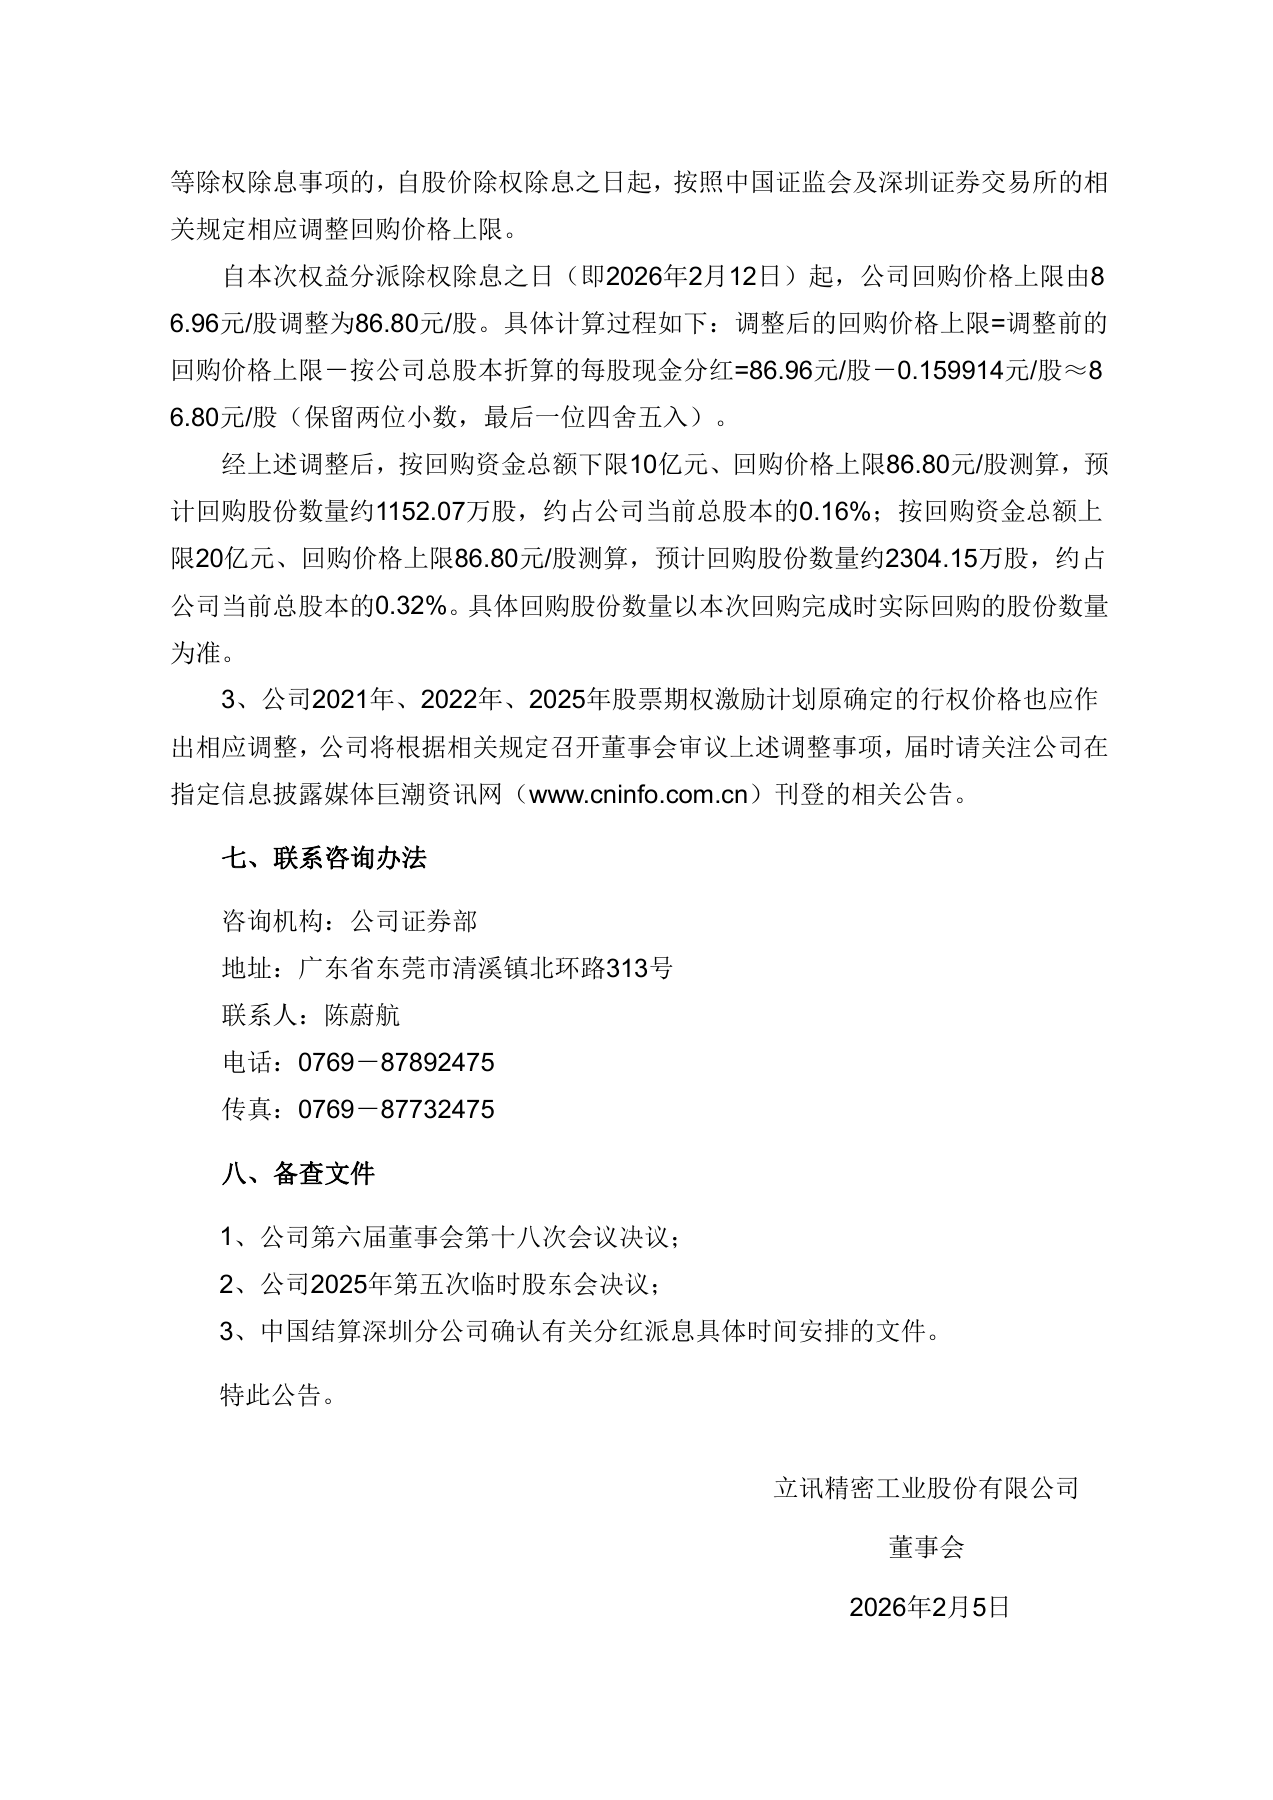 等除权除息事项的，自股价除权除息之日起，按照中国证监会及深圳证券交易所的相
关规定相应调整回购价格上限。
自本次权益分派除权除息之日（即2026年2月12日）起，公司回购价格上限由8
6.96元/股调整为86.80元/股。具体计算过程如下：调整后的回购价格上限=调整前的
回购价格上限－按公司总股本折算的每股现金分红=86.96元/股－0.159914元/股≈8
6.80元/股（保留两位小数，最后一位四舍五入）。
经上述调整后，按回购资金总额下限10亿元、回购价格上限86.80元/股测算，预
计回购股份数量约1152.07万股，约占公司当前总股本的0.16%；按回购资金总额上
限20亿元、回购价格上限86.80元/股测算，预计回购股份数量约2304.15万股，约占
公司当前总股本的0.32%。具体回购股份数量以本次回购完成时实际回购的股份数量
为准。
3、公司2021年、2022年、2025年股票期权激励计划原确定的行权价格也应作
出相应调整，公司将根据相关规定召开董事会审议上述调整事项，届时请关注公司在
指定信息披露媒体巨潮资讯网（www.cninfo.com.cn）刊登的相关公告。
七、联系咨询办法
咨询机构：公司证券部
地址：广东省东莞市清溪镇北环路313号
联系人：陈蔚航
电话：0769－87892475
传真：0769－87732475
八、备查文件
1、公司第六届董事会第十八次会议决议；
2、公司2025年第五次临时股东会决议；
3、中国结算深圳分公司确认有关分红派息具体时间安排的文件。
特此公告。
立讯精密工业股份有限公司
董事会
2026年2月5日